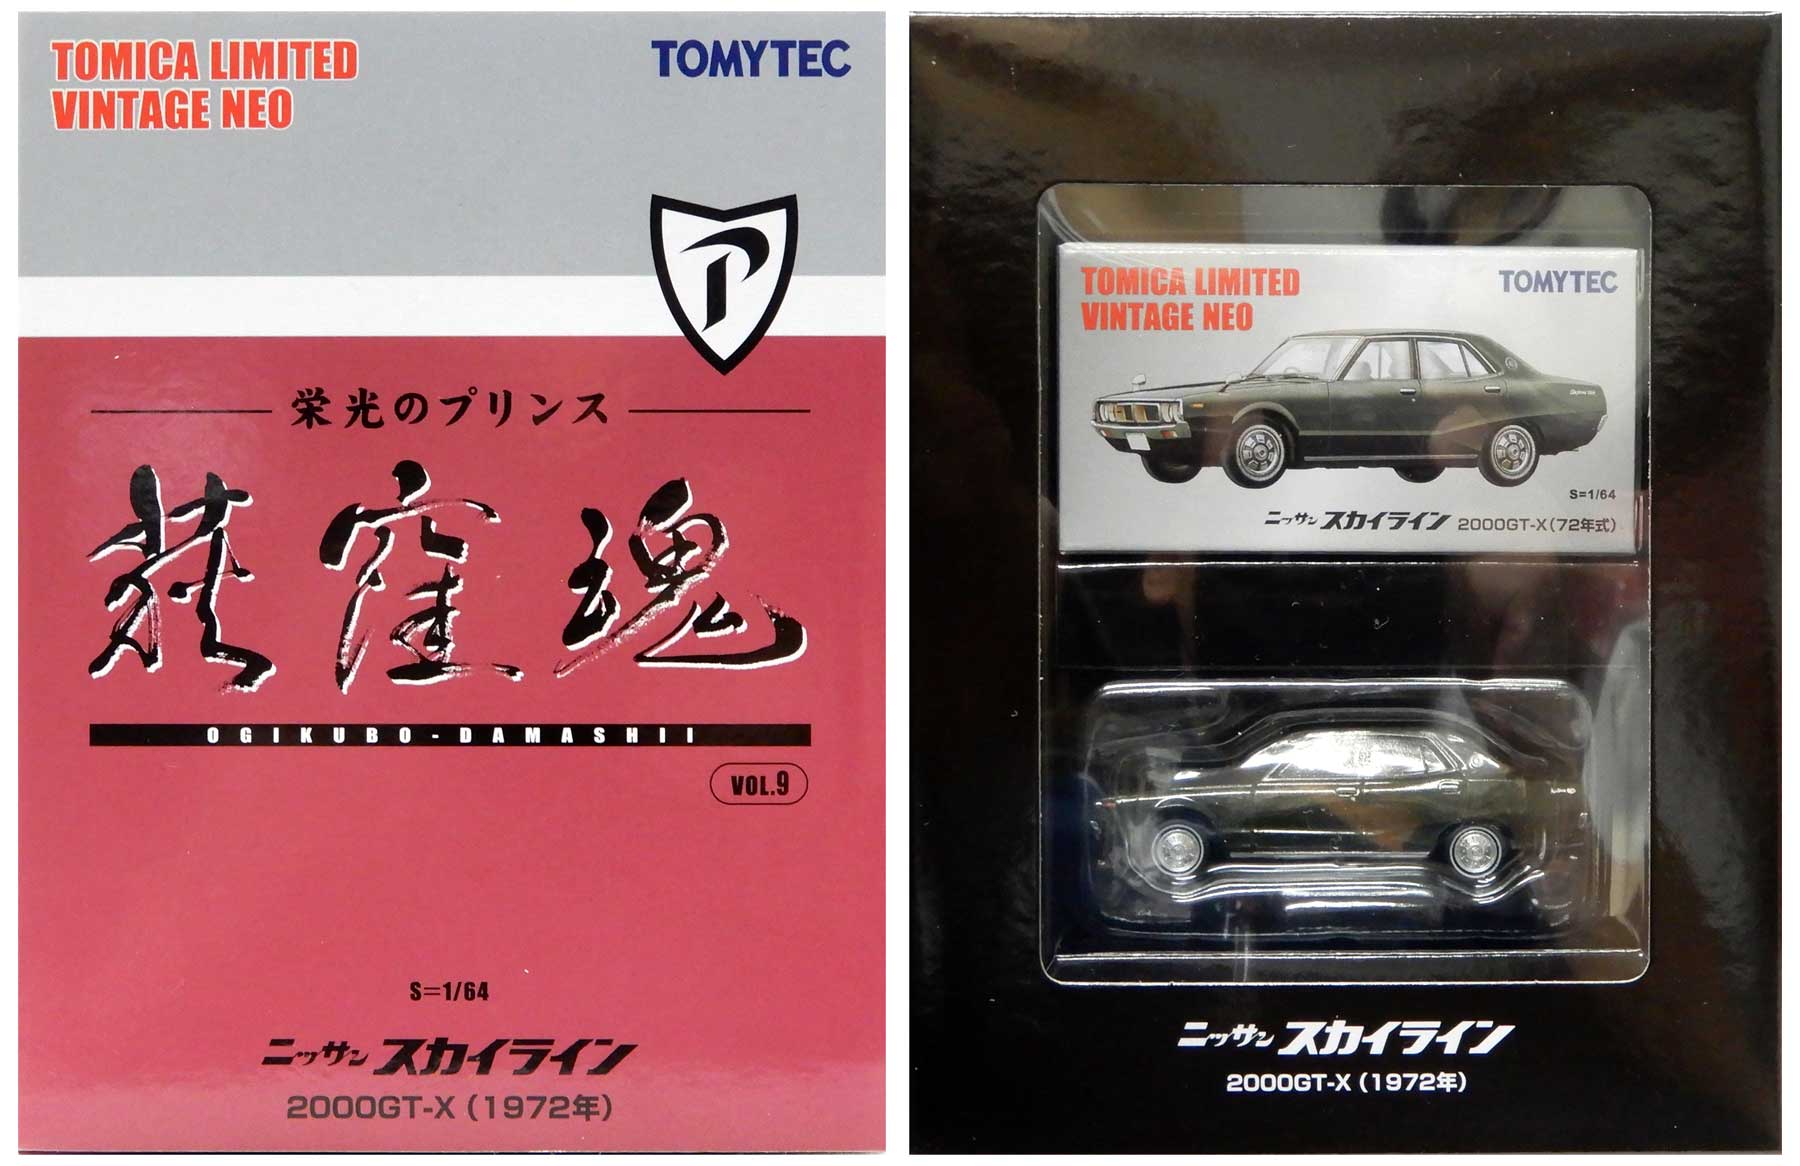 TOMICA LIMITED
VINTAGE NEO
TOMYTEC
P
栄光のプリンス
荻窪魂
OGIKUBO-DAMASHII
VOL.9
S=1/64
ニッサン スカイライン
2000GT-X (1972年)
TOMICA LIMITED
VINTAGE NEO
TOMYTEC
S=1/64
ニッサン スカイライン 2000GT-X (72年式)
ニッサン スカイライン
2000GT-X (1972年)